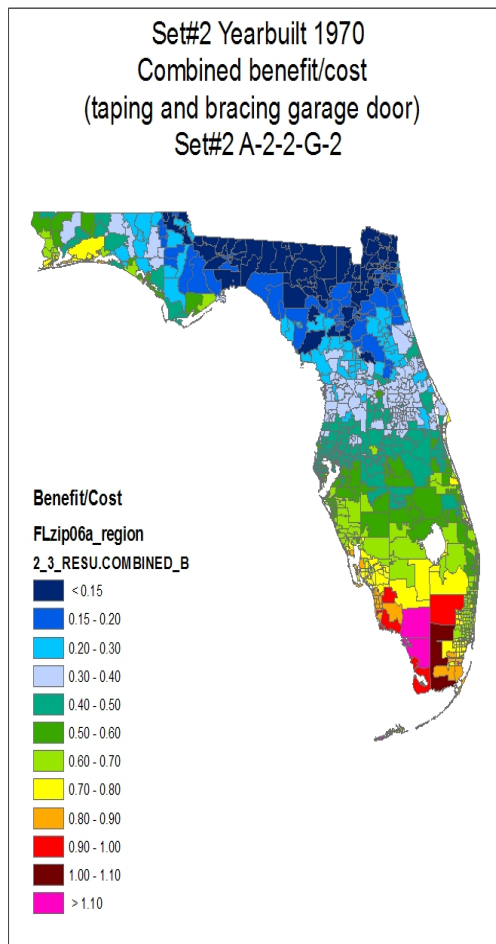 Set#2 Yearbuilt 1970
Combined benefit/cost
(taping and bracing garage door)
Set#2 A-2-2-G-2
Benefit/Cost
FLzip06a_region
2_3_RESU.COMBINED_B
< 0.15
0.15 - 0.20
0.20 - 0.30
0.30 - 0.40
0.40 - 0.50
0.50 - 0.60
0.60 - 0.70
0.70 - 0.80
0.80 - 0.90
0.90 - 1.00
1.00 - 1.10
> 1.10